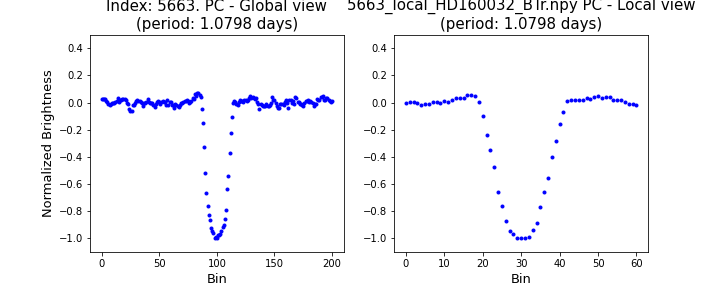 Index: 5663. PC - Global view
(period: 1.0798 days)
5663_local_HD160032_BTr.npy PC - Local view
(period: 1.0798 days)
Normalized Brightness
0.4
0.2
0.0
−0.2
−0.4
−0.6
−0.8
−1.0
0 50 100 150 200
Bin
0.4
0.2
0.0
−0.2
−0.4
−0.6
−0.8
−1.0
0 10 20 30 40 50 60
Bin